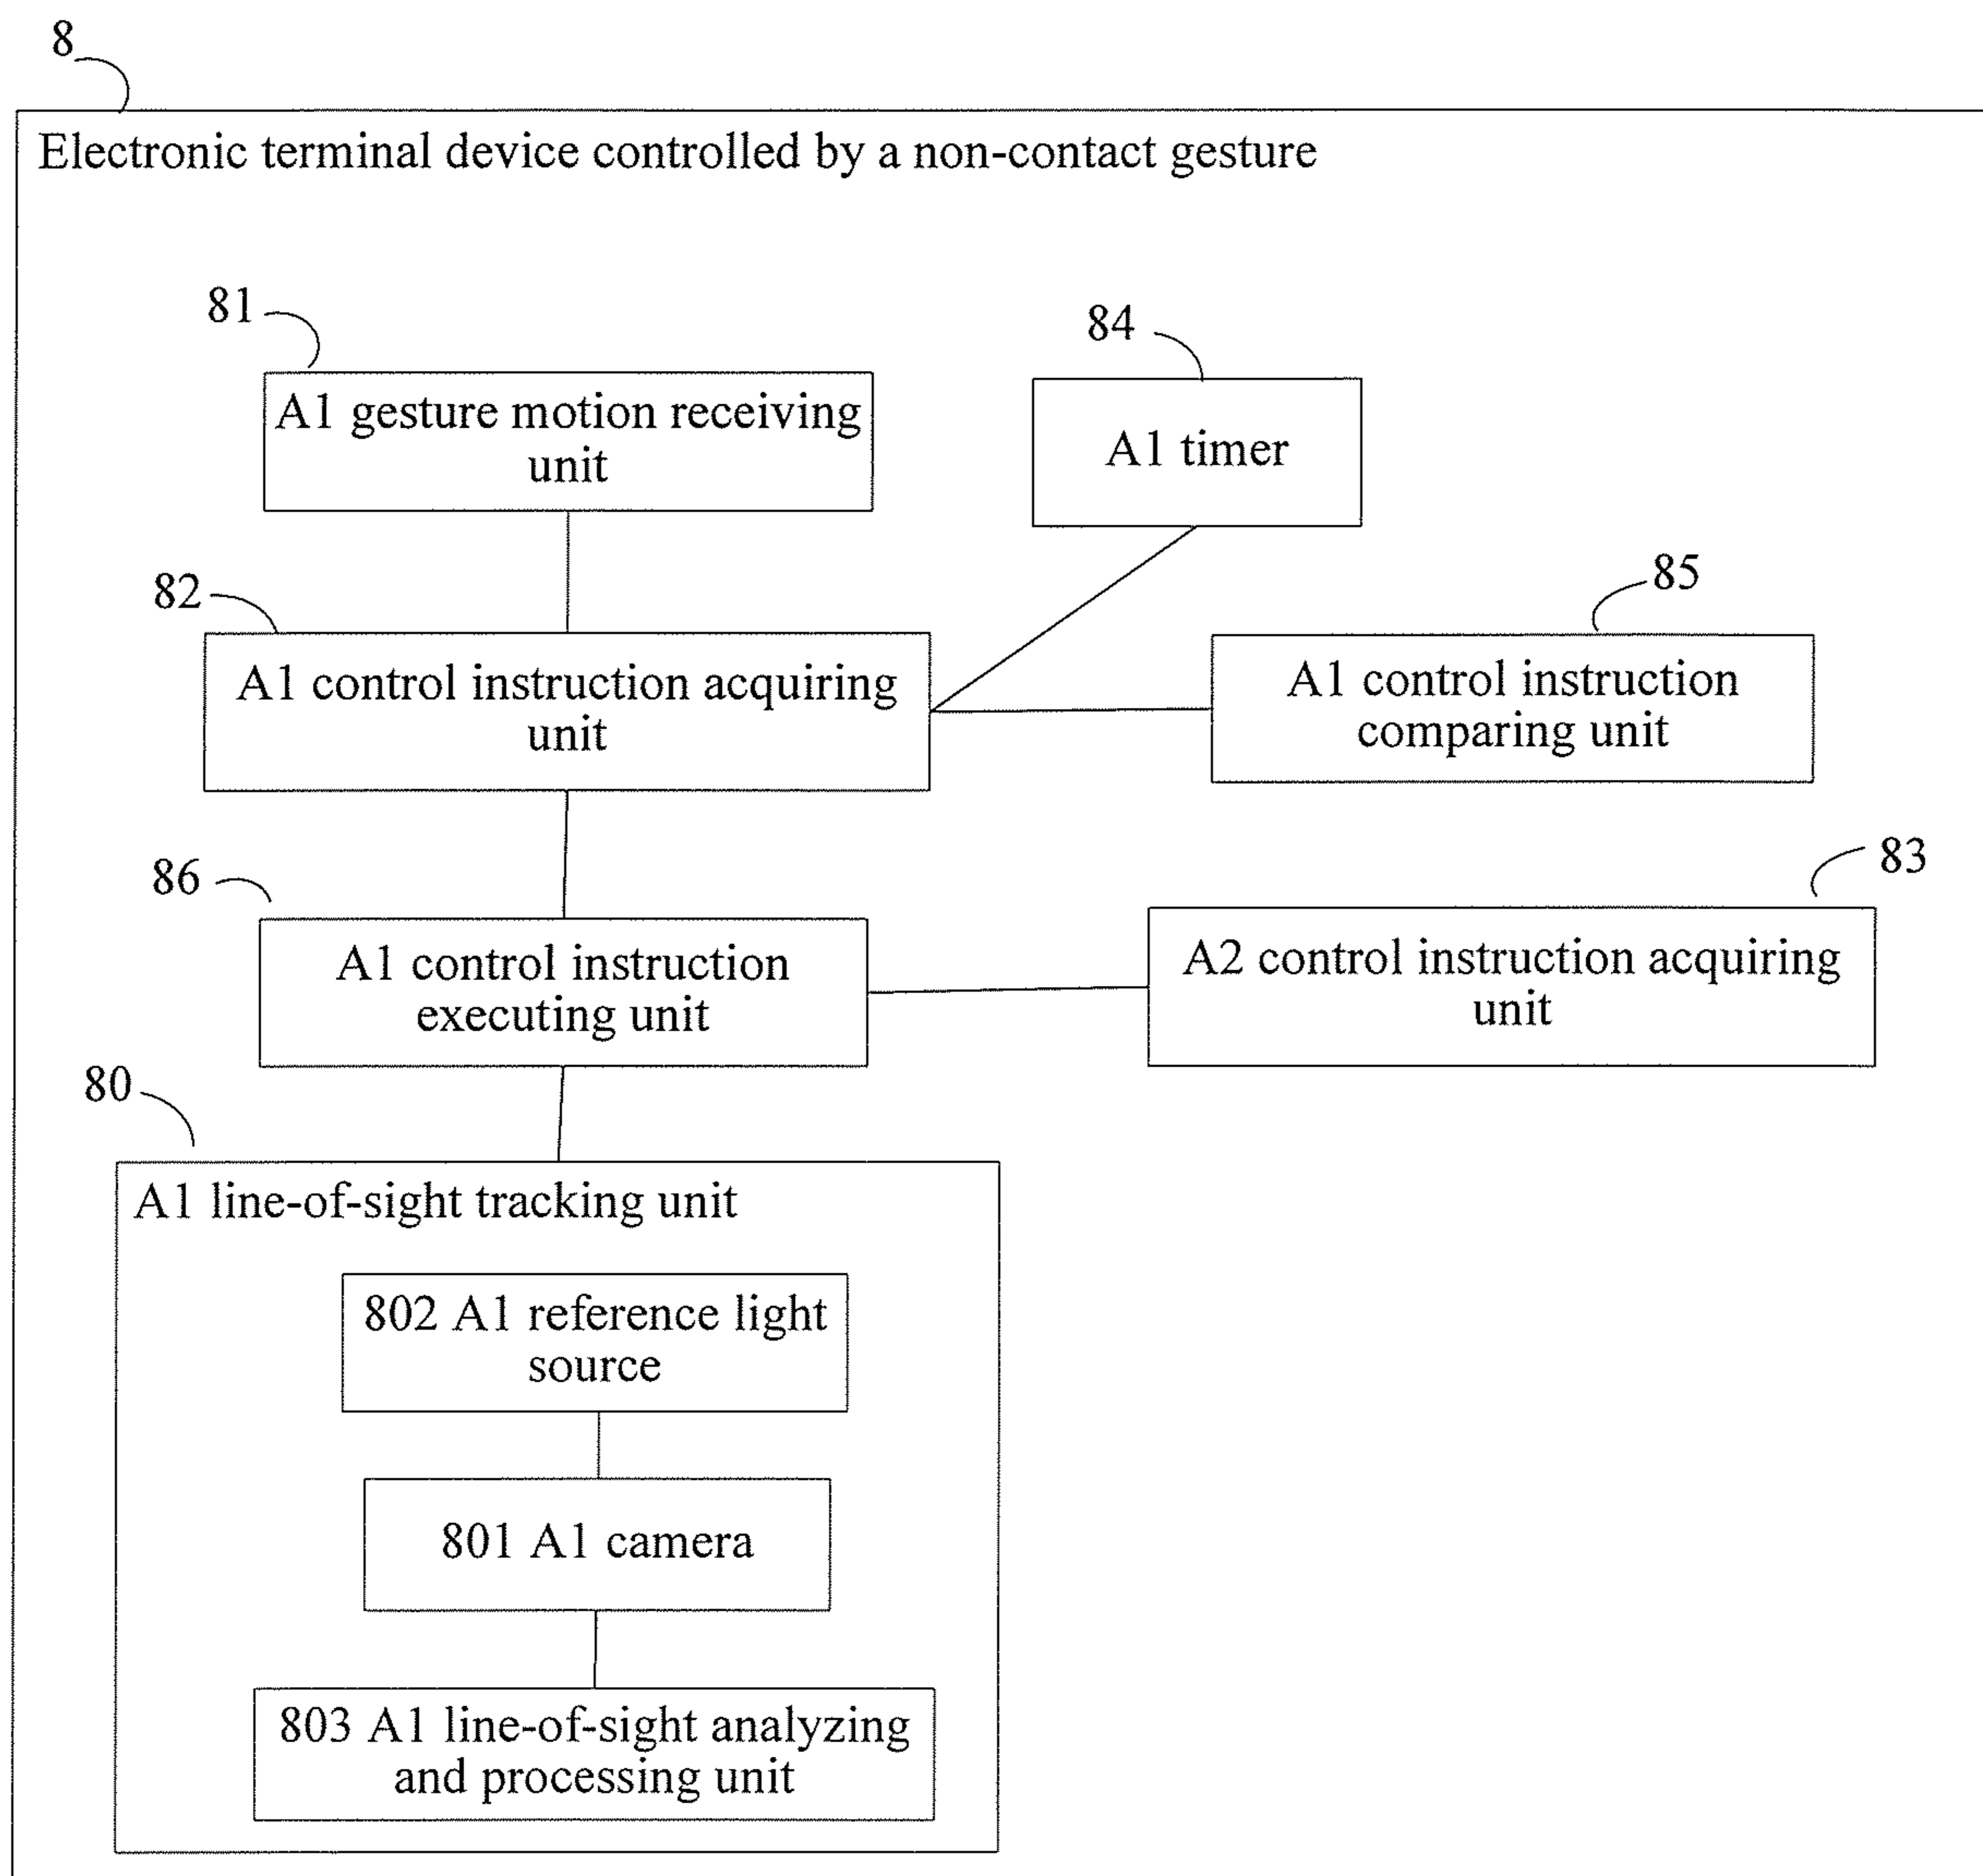 8
Electronic terminal device controlled by a non-contact gesture
81
84
A1 gesture motion receiving
unit
A1 timer
82
85
A1 control instruction acquiring
unit
A1 control instruction
comparing unit
86
83
A1 control instruction
executing unit
A2 control instruction acquiring
unit
80
A1 line-of-sight tracking unit
802 A1 reference light
source
801 A1 camera
803 A1 line-of-sight analyzing
and processing unit